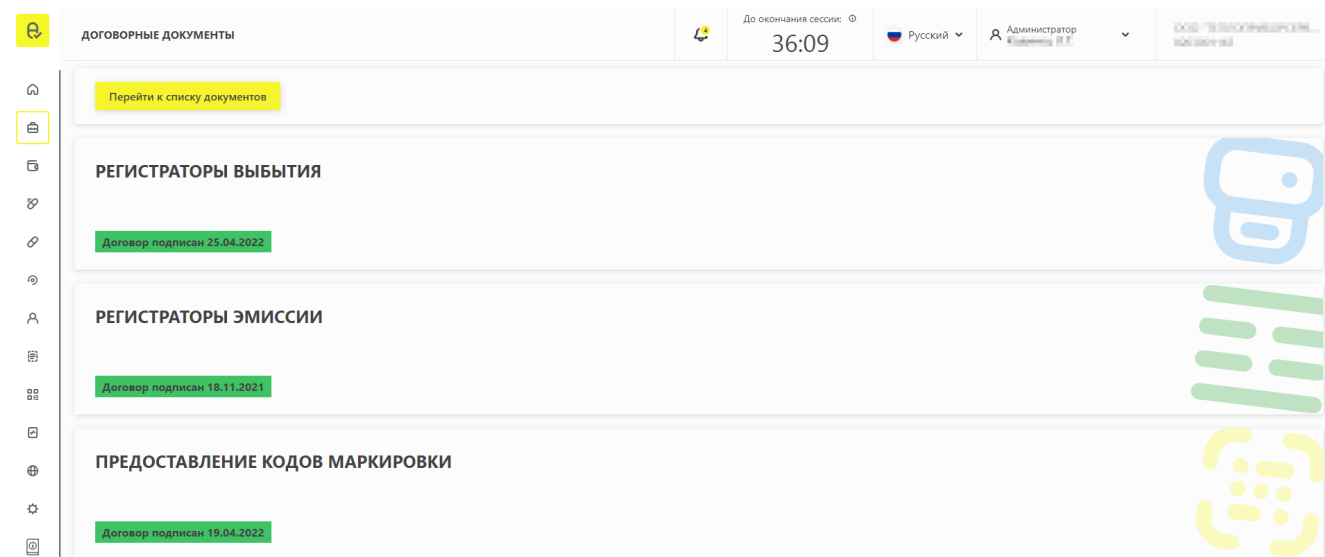 ДОГОВОРНЫЕ ДОКУМЕНТЫ
4
До окончания сессии:
36:09
Русский
Администратор
Перейти к списку документов
РЕГИСТРАТОРЫ ВЫБЫТИЯ
Договор подписан 25.04.2022
РЕГИСТРАТОРЫ ЭМИССИИ
Договор подписан 18.11.2021
ПРЕДОСТАВЛЕНИЕ КОДОВ МАРКИРОВКИ
Договор подписан 19.04.2022